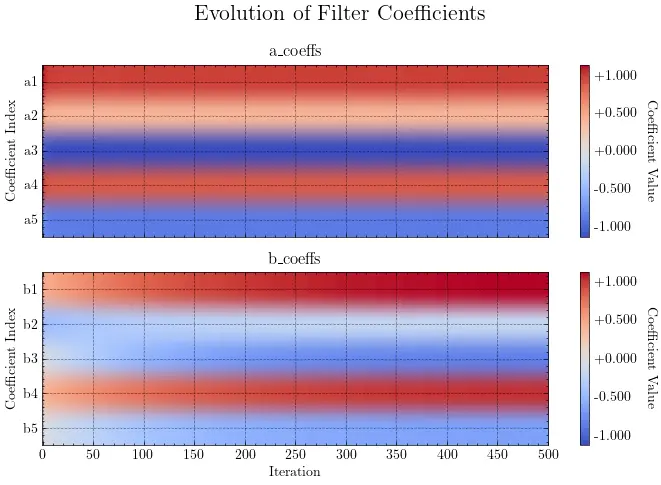 Evolution of Filter Coefficients
a_coeffs
Coefficient Index
a1
a2
a3
a4
a5
+1.000
+0.500
+0.000
-0.500
-1.000
Coefficient Value
b_coeffs
Coefficient Index
b1
b2
b3
b4
b5
0 50 100 150 200 250 300 350 400 450 500
Iteration
+1.000
+0.500
+0.000
-0.500
-1.000
Coefficient Value